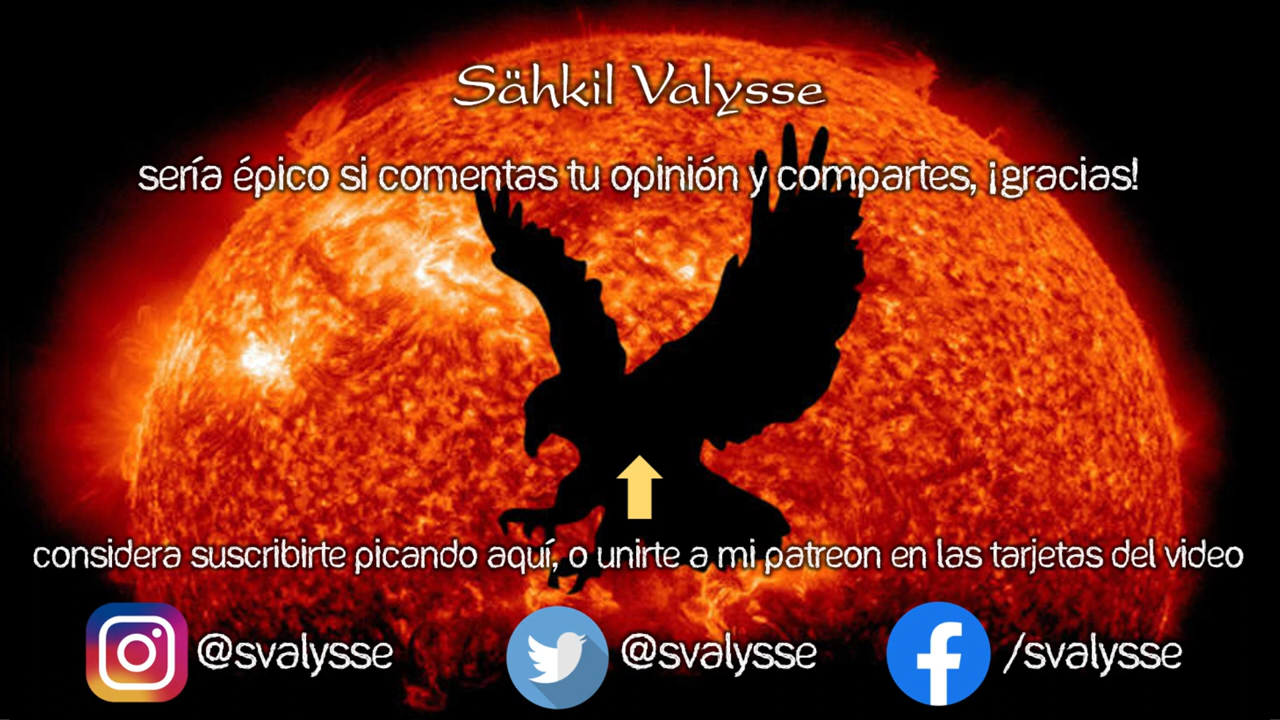 Sähkil Valysse
sería épico si comentas tu opinión y compartes, ¡gracias!
considera suscribirte picando aquí, o unirte a mi patreon en las tarjetas del video
@svalysse @svalysse /svalysse